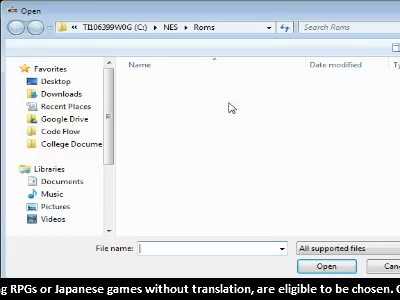 Open
« TI106399W0G (C:) ▸ NES ▸ Roms
Search Roms
Name
Date modified
Ty
Favorites
Desktop
Downloads
Recent Places
Google Drive
Code Flow
College Docume
Libraries
Documents
Music
Pictures
Videos
File name:
All supported files
Open
Canc
g RPGs or Japanese games without translation, are eligible to be chosen. C